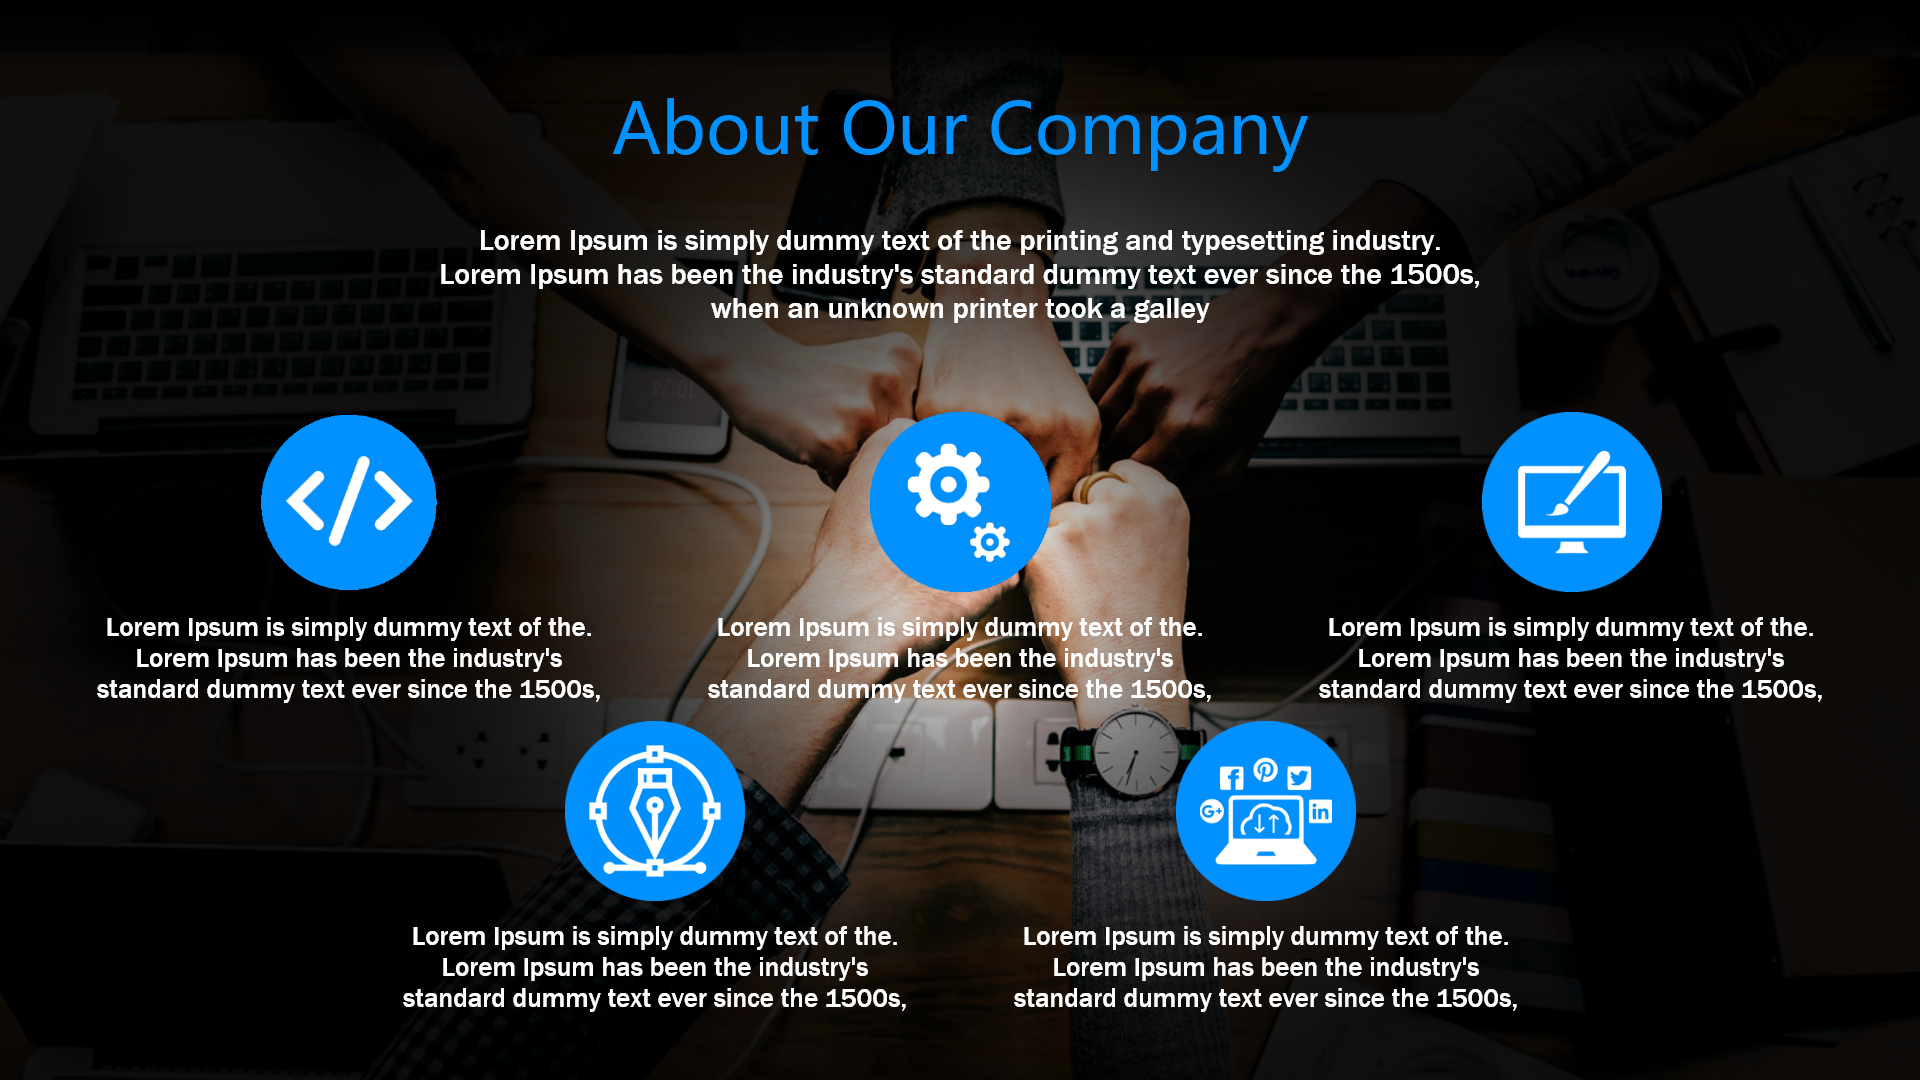 About Our Company
Lorem Ipsum is simply dummy text of the printing and typesetting industry.
Lorem Ipsum has been the industry's standard dummy text ever since the 1500s,
when an unknown printer took a galley
Lorem Ipsum is simply dummy text of the.
Lorem Ipsum has been the industry's
standard dummy text ever since the 1500s,
Lorem Ipsum is simply dummy text of the.
Lorem Ipsum has been the industry's
standard dummy text ever since the 1500s,
Lorem Ipsum is simply dummy text of the.
Lorem Ipsum has been the industry's
standard dummy text ever since the 1500s,
Lorem Ipsum is simply dummy text of the.
Lorem Ipsum has been the industry's
standard dummy text ever since the 1500s,
Lorem Ipsum is simply dummy text of the.
Lorem Ipsum has been the industry's
standard dummy text ever since the 1500s,